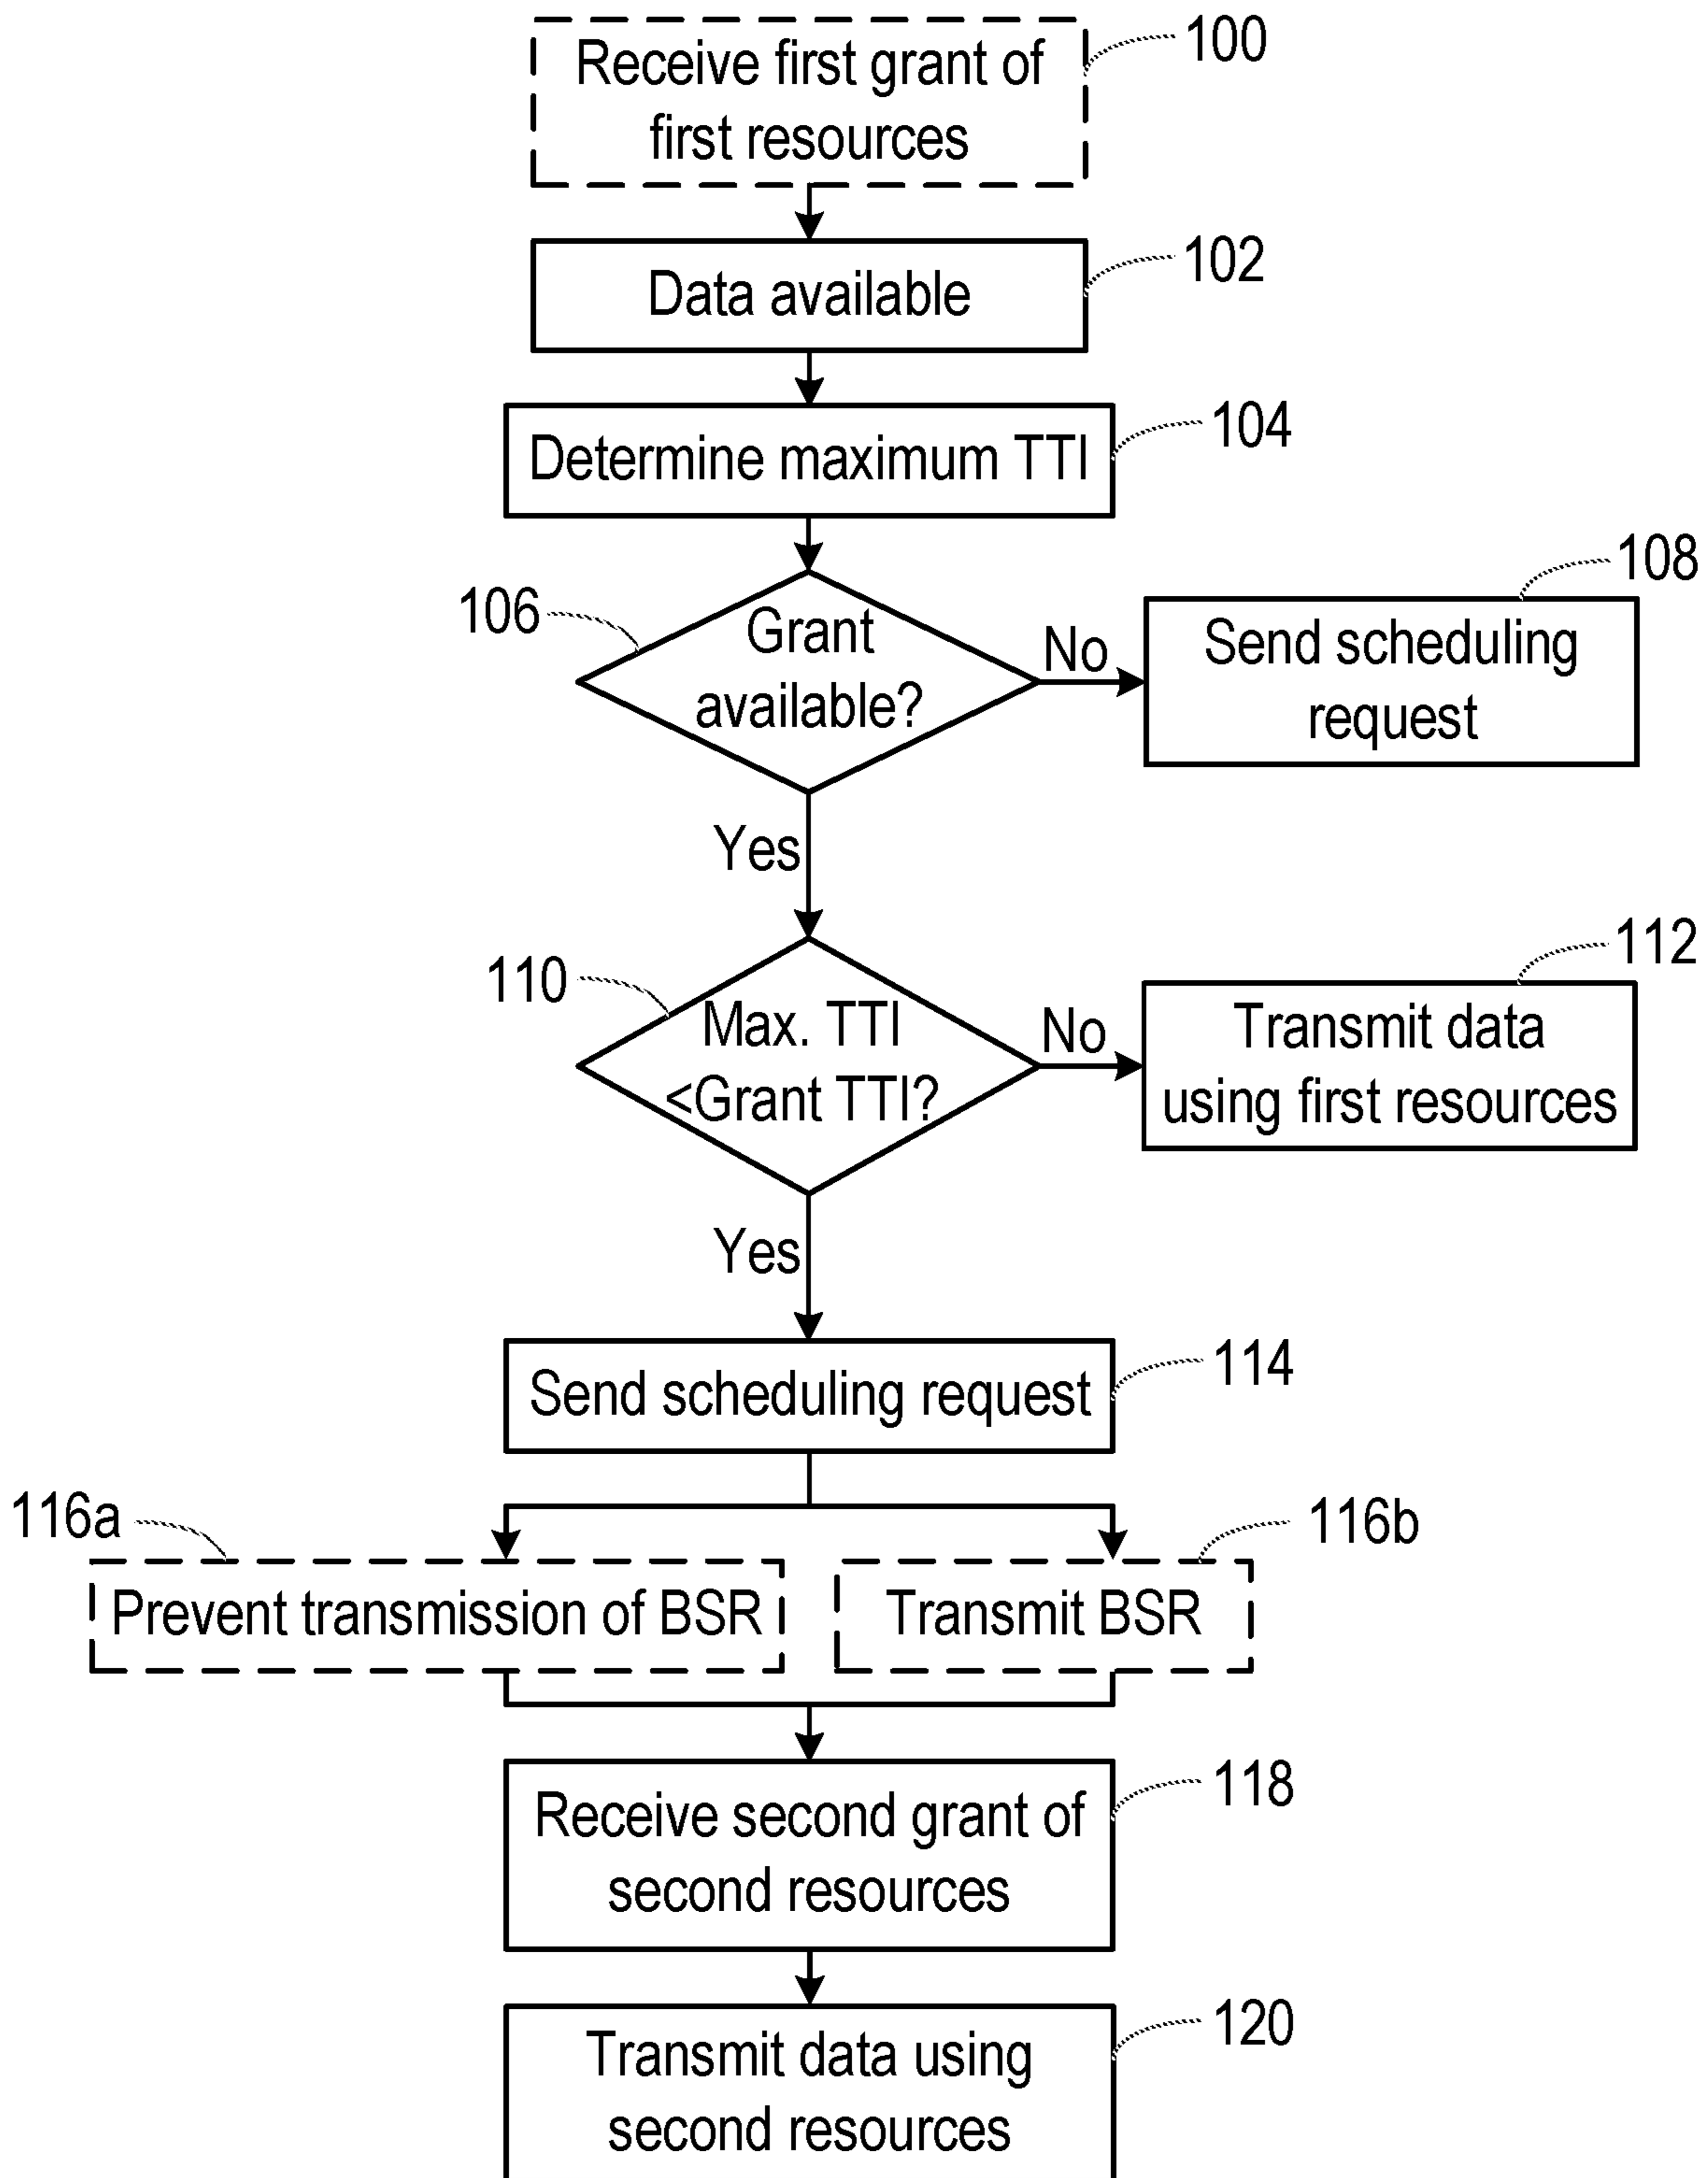 Receive first grant of
first resources
100
Data available
102
Determine maximum TTI
104
106
Grant
available?
No
Send scheduling
request
108
Yes
110
Max. TTI
<Grant TTI?
No
Transmit data
using first resources
112
Yes
Send scheduling request
114
116a
Prevent transmission of BSR
Transmit BSR
116b
Receive second grant of
second resources
118
Transmit data using
second resources
120